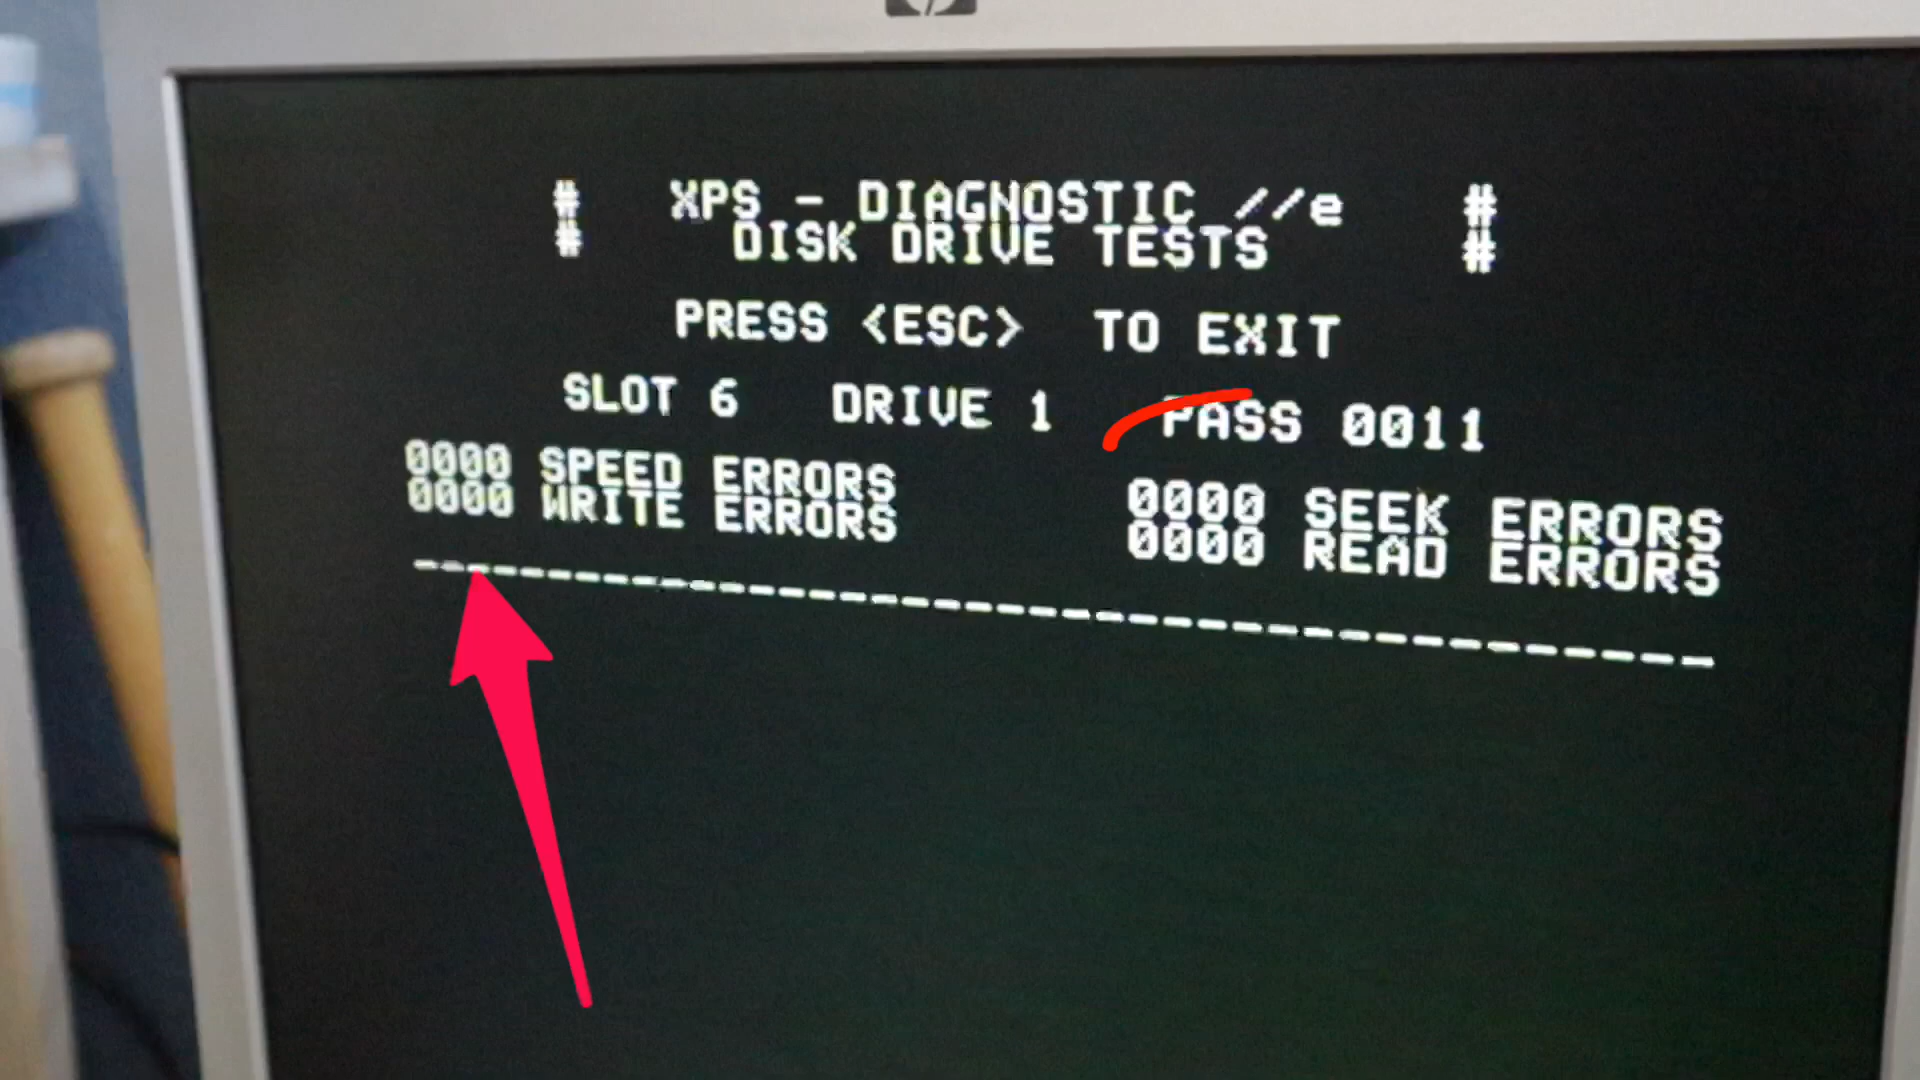 hp
# XPS - DIAGNOSTIC //e #
# DISK DRIVE TESTS #
PRESS <ESC> TO EXIT
SLOT 6 DRIVE 1 PASS 0011
0000 SPEED ERRORS 0000 SEEK ERRORS
0000 WRITE ERRORS 0000 READ ERRORS
----------------------------------------